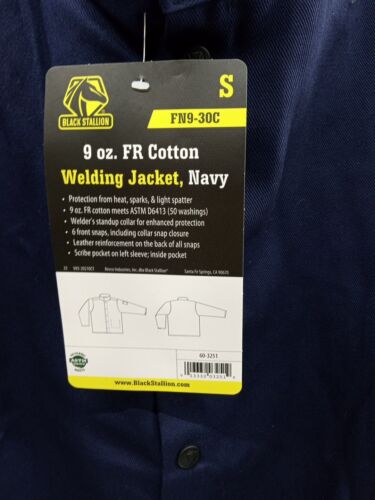 BLACK STALLION
S
FN9-30C
9 oz. FR Cotton
Welding Jacket, Navy
• Protection from heat, sparks, & light spatter
• 9 oz. FR cotton meets ASTM D6413 (50 washings)
• Welder's standup collar for enhanced protection
• 6 front snaps, including collar snap closure
• Leather reinforcement on the back of all snaps
• Scribe pocket on left sleeve; inside pocket
Revco Industries, Inc. dba Black Stallion®
Santa Fe Springs, CA 90670
60-3251
ASTM
www.BlackStallion.com